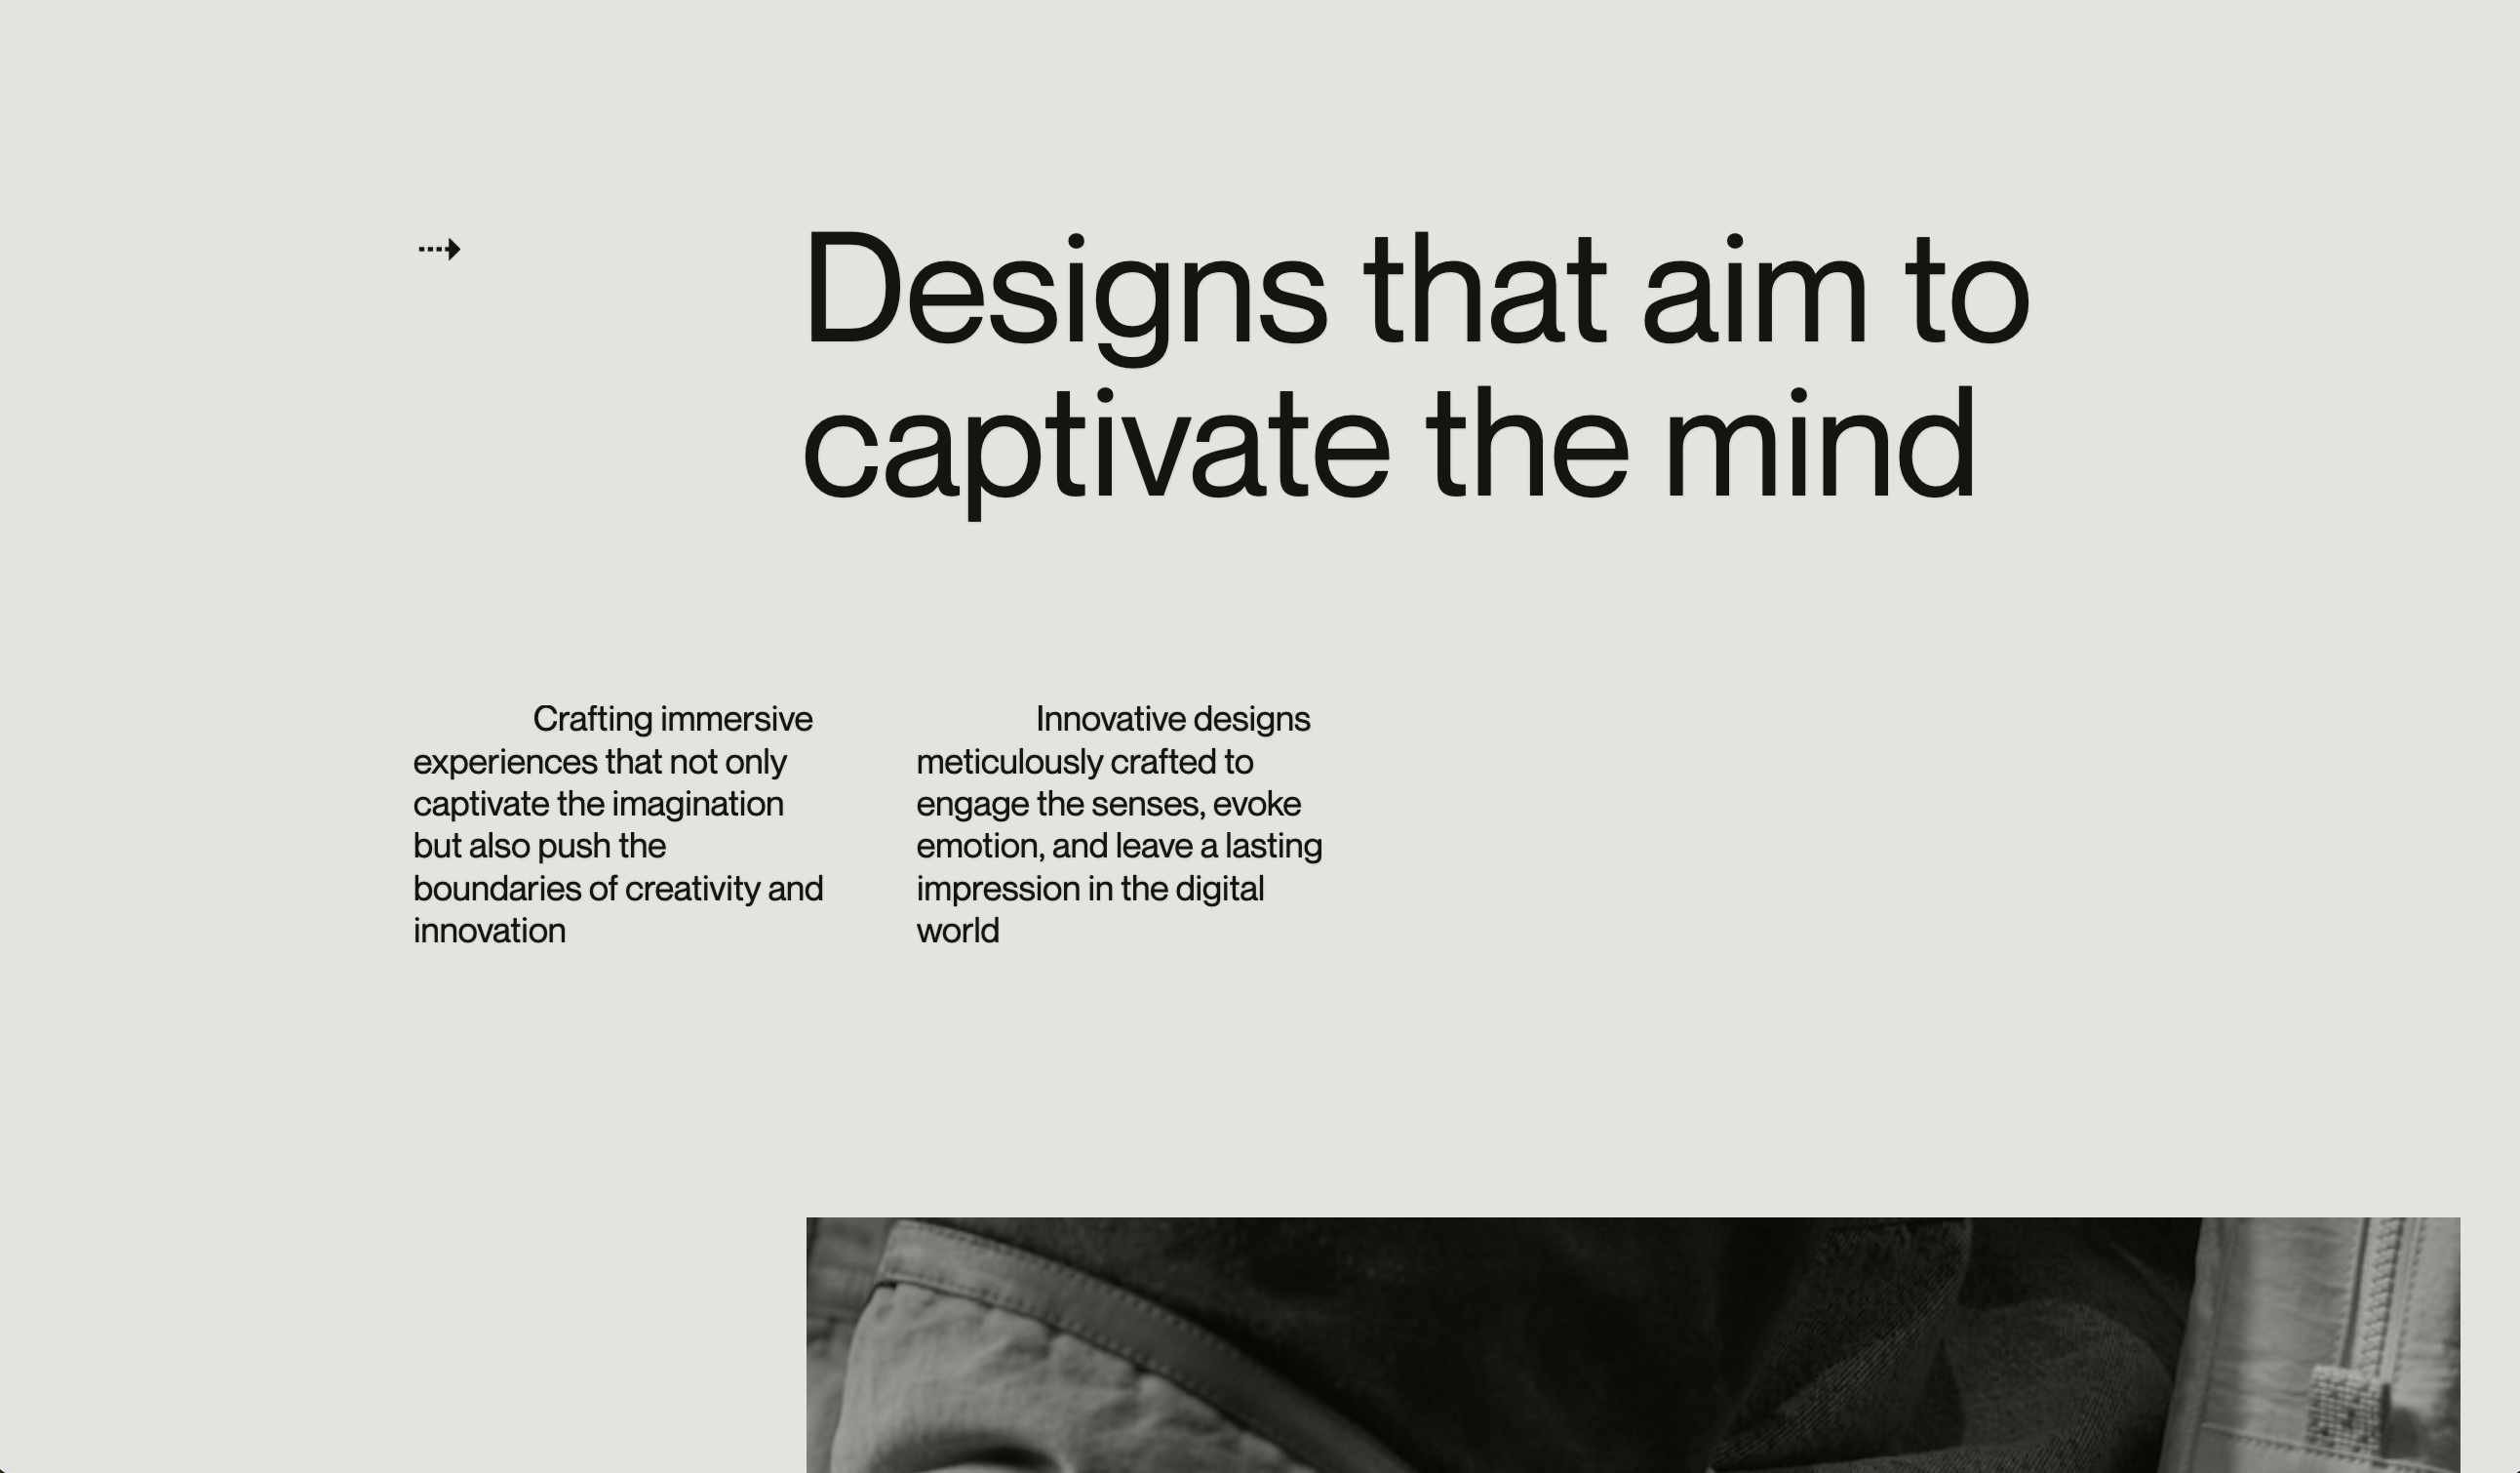 Designs that aim to
captivate the mind
Crafting immersive
experiences that not only
captivate the imagination
but also push the
boundaries of creativity and
innovation
Innovative designs
meticulously crafted to
engage the senses, evoke
emotion, and leave a lasting
impression in the digital
world